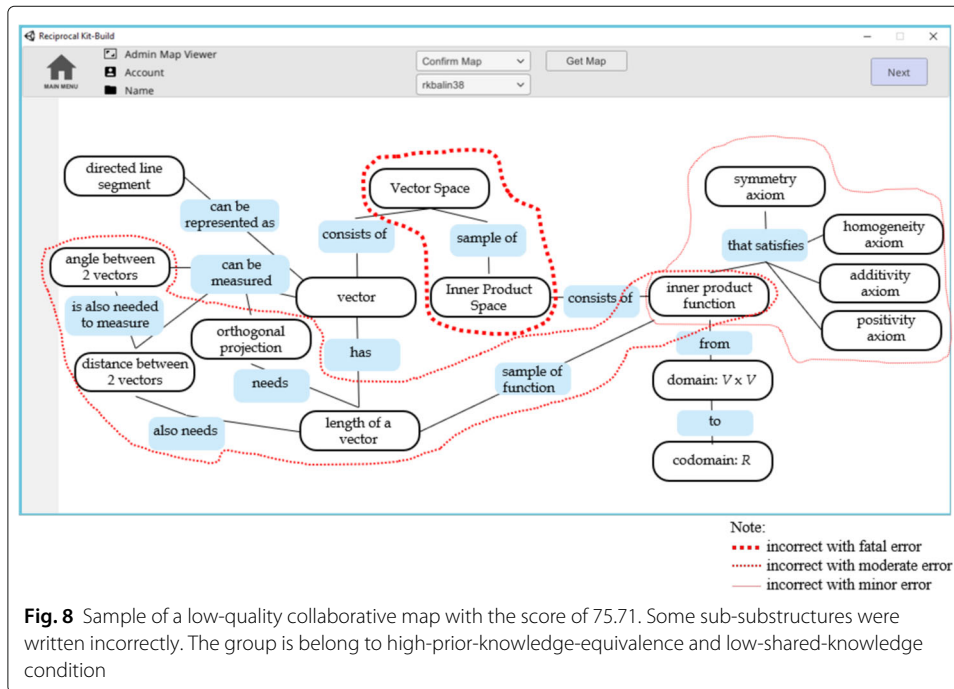 Reciprocal Kit-Build
MAIN MENU
Admin Map Viewer
Account
Name
Confirm Map
rkbalin38
Get Map
Next
directed line
segment
can be
represented as
Vector Space
consists of
sample of
symmetry
axiom
that satisfies
homogeneity
axiom
angle between
2 vectors
can be
measured
vector
Inner Product
Space
consists of
inner product
function
additivity
axiom
is also needed
to measure
orthogonal
projection
positivity
axiom
distance between
2 vectors
needs
has
from
sample of
function
domain: V x V
also needs
length of a
vector
to
codomain: R
Note:
incorrect with fatal error
incorrect with moderate error
incorrect with minor error
Fig. 8 Sample of a low-quality collaborative map with the score of 75.71. Some sub-substructures were
written incorrectly. The group is belong to high-prior-knowledge-equivalence and low-shared-knowledge
condition